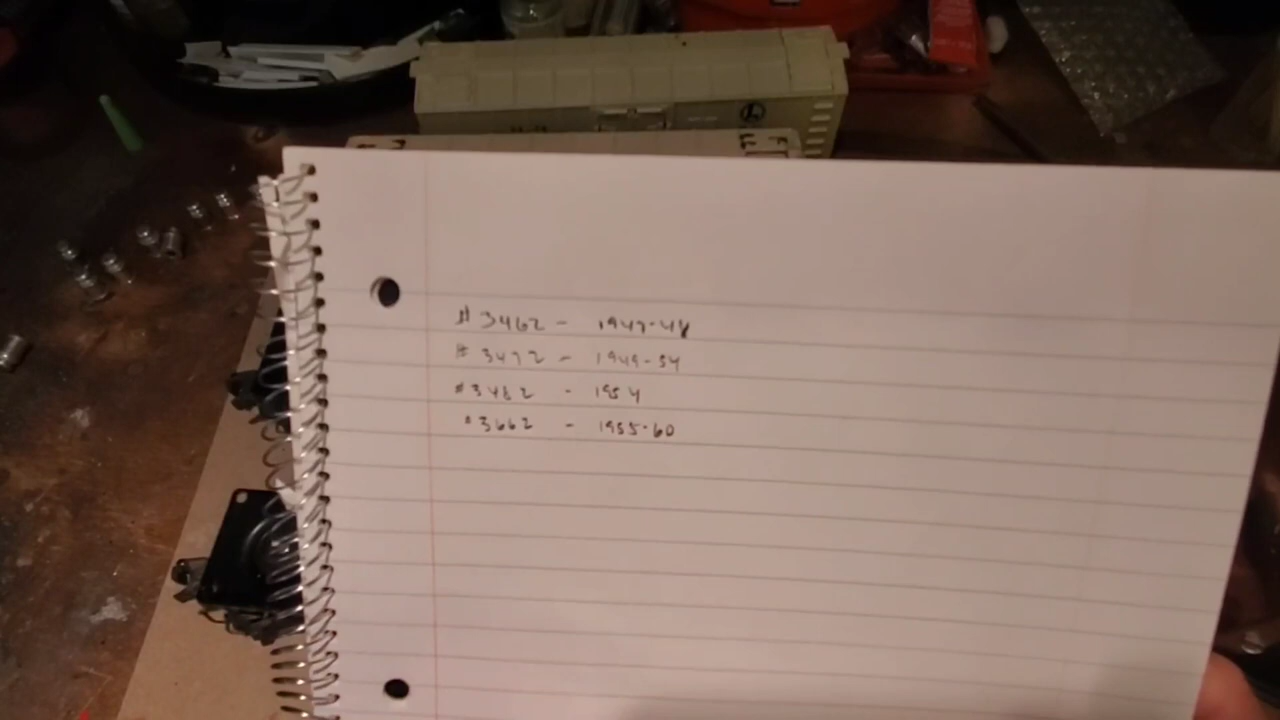 #3462 - 1947-48
#3472 - 1949-54
#3482 - 1954
#3662 - 1955-60